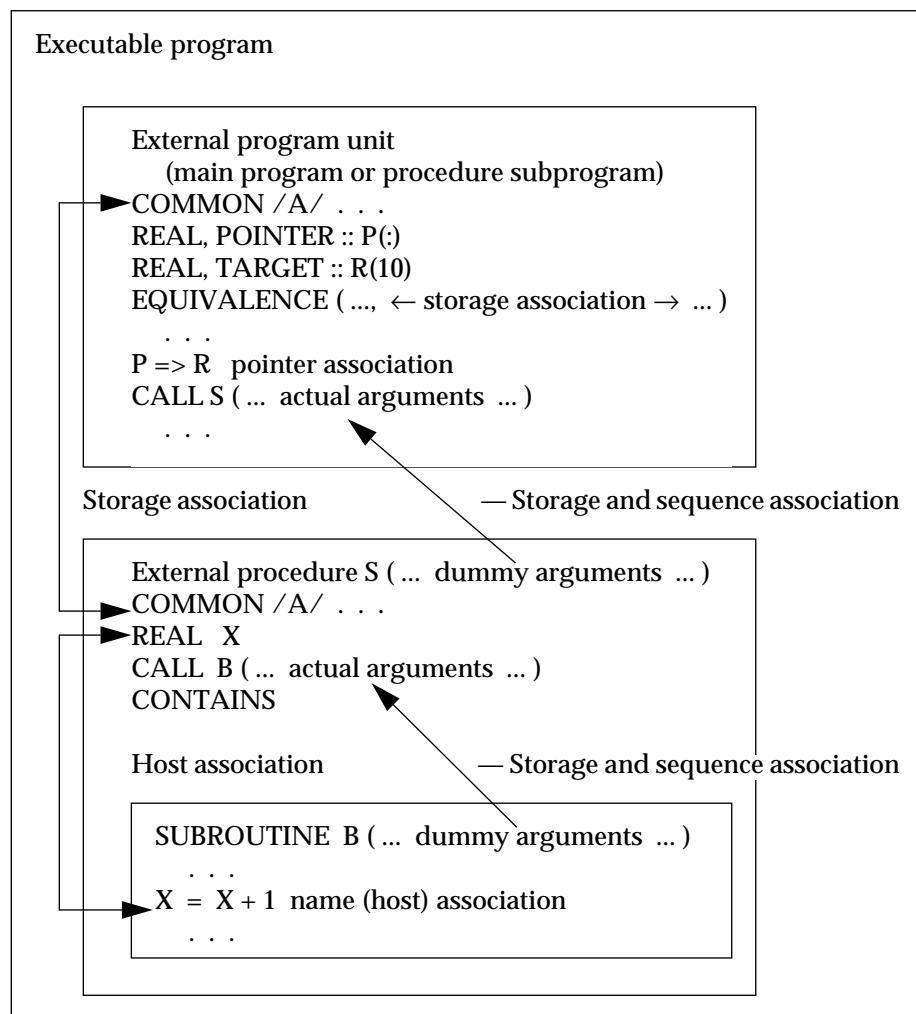 Executable program
External program unit
(main program or procedure subprogram)
COMMON /A/ . . .
REAL, POINTER :: P(:)
REAL, TARGET :: R(10)
EQUIVALENCE ( ..., ← storage association → ... )
. . .
P => R pointer association
CALL S ( ... actual arguments ... )
. . .
Storage association — Storage and sequence association
External procedure S ( ... dummy arguments ... )
COMMON /A/ . . .
REAL X
CALL B ( ... actual arguments ... )
CONTAINS
Host association — Storage and sequence association
SUBROUTINE B ( ... dummy arguments ... )
. . .
X = X + 1 name (host) association
. . .